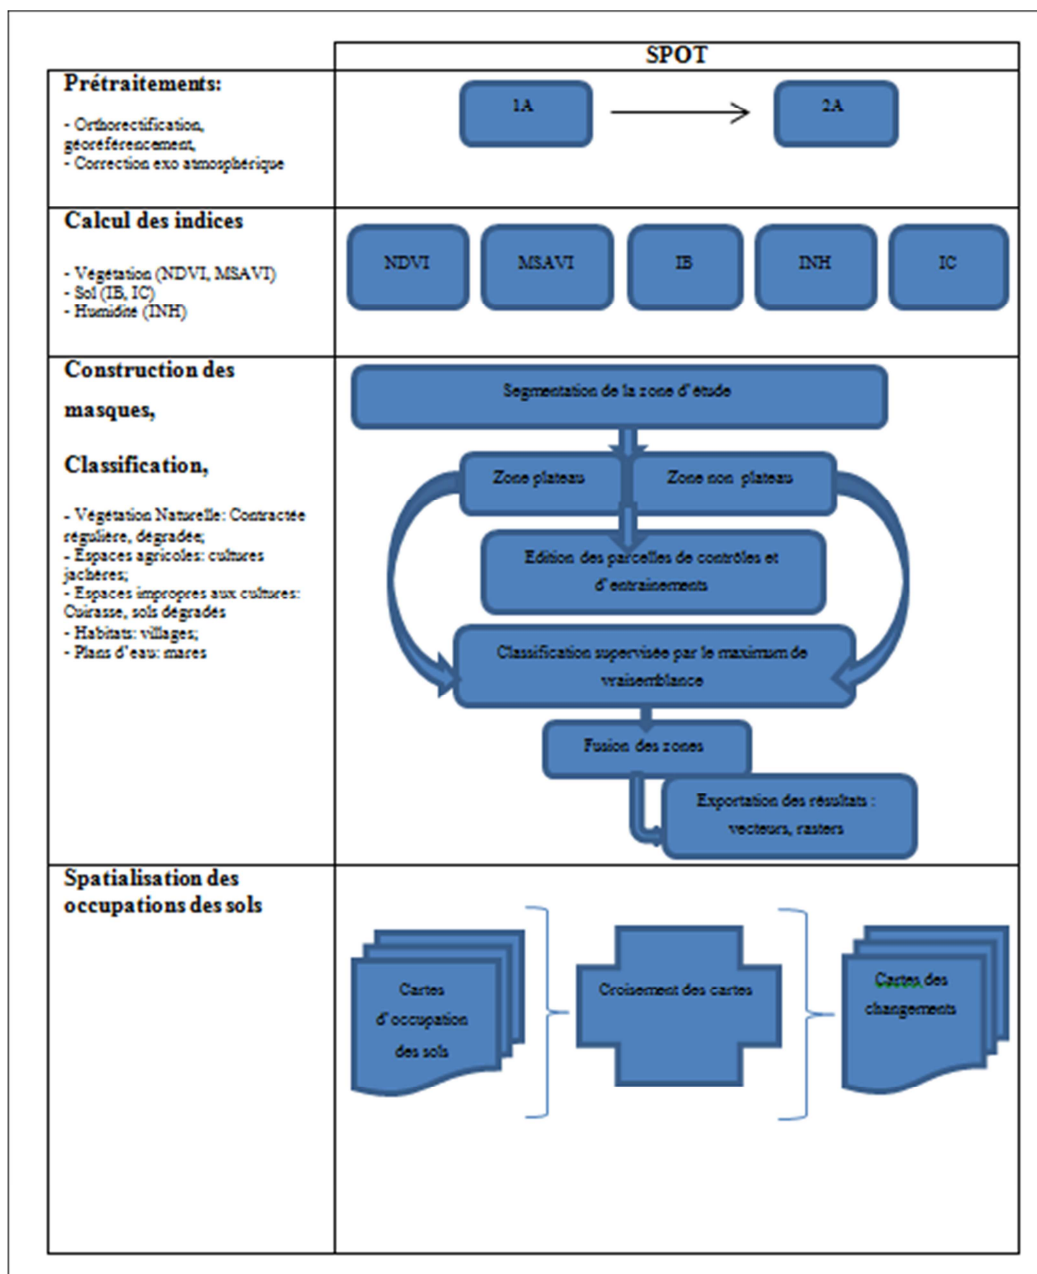 SPOT
Prétraitements:
- Orthorectification,
géoréférencement,
- Correction exo atmosphérique
1A
2A
Calcul des indices
- Végétation (NDVI, MSAVI)
- Sol (IB, IC)
- Humidité (INH)
NDVI
MSAVI
IB
INH
IC
Construction des
masques,
Classification,
- Végétation Naturelle: Contractée
régulière, dégradée;
- Espaces agricoles: cultures
jachères;
- Espaces impropres aux cultures:
Cuirasse, sols dégradés
- Habitats: villages;
- Plans d'eau: mares
Segmentation de la zone d'étude
Zone plateau
Zone non plateau
Edition des parcelles de contrôles et
d'entrainements
Classification supervisée par le maximum de
vraisemblance
Fusion des zones
Exportation des résultats :
vecteurs, rasters
Spatialisation des
occupations des sols
Cartes
d'occupation
des sols
Croisement des cartes
Cartes des
changements